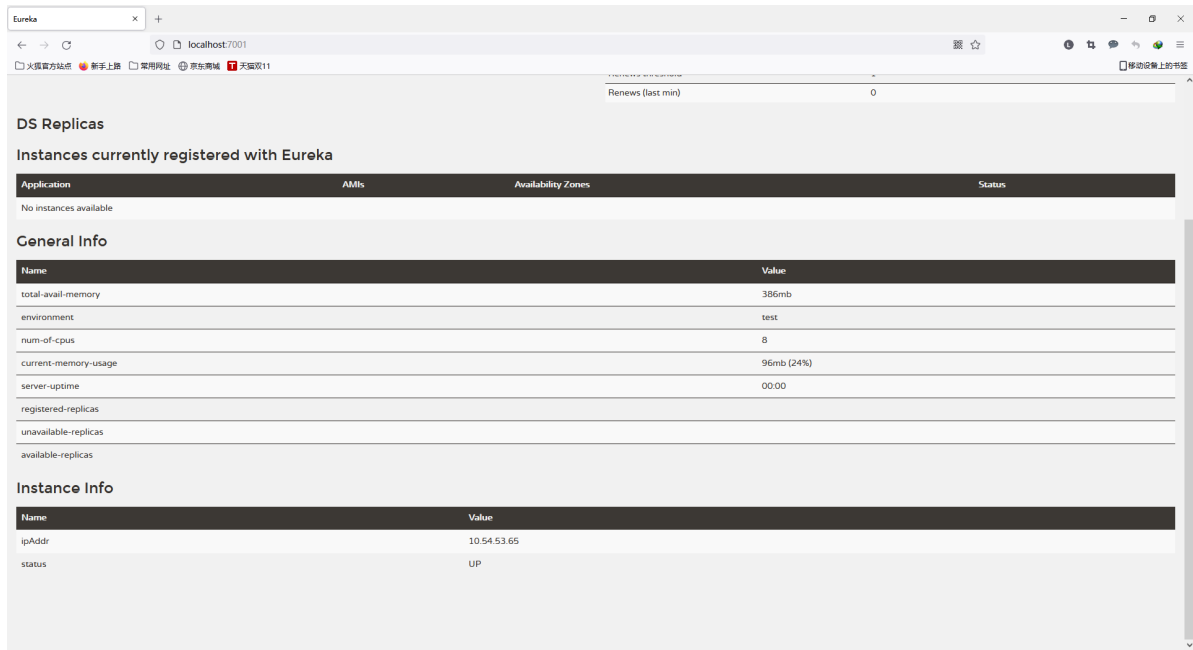 Eureka
localhost:7001
火狐官方站点 新手上路 常用网址 京东商城 T 天猫双11 移动设备上的书签
Renews threshold
Renews (last min) 0
DS Replicas
Instances currently registered with Eureka
Application AMIs Availability Zones Status
No instances available
General Info
Name Value
total-avail-memory 386mb
environment test
num-of-cpus 8
current-memory-usage 96mb (24%)
server-uptime 00:00
registered-replicas
unavailable-replicas
available-replicas
Instance Info
Name Value
ipAddr 10.54.53.65
status UP